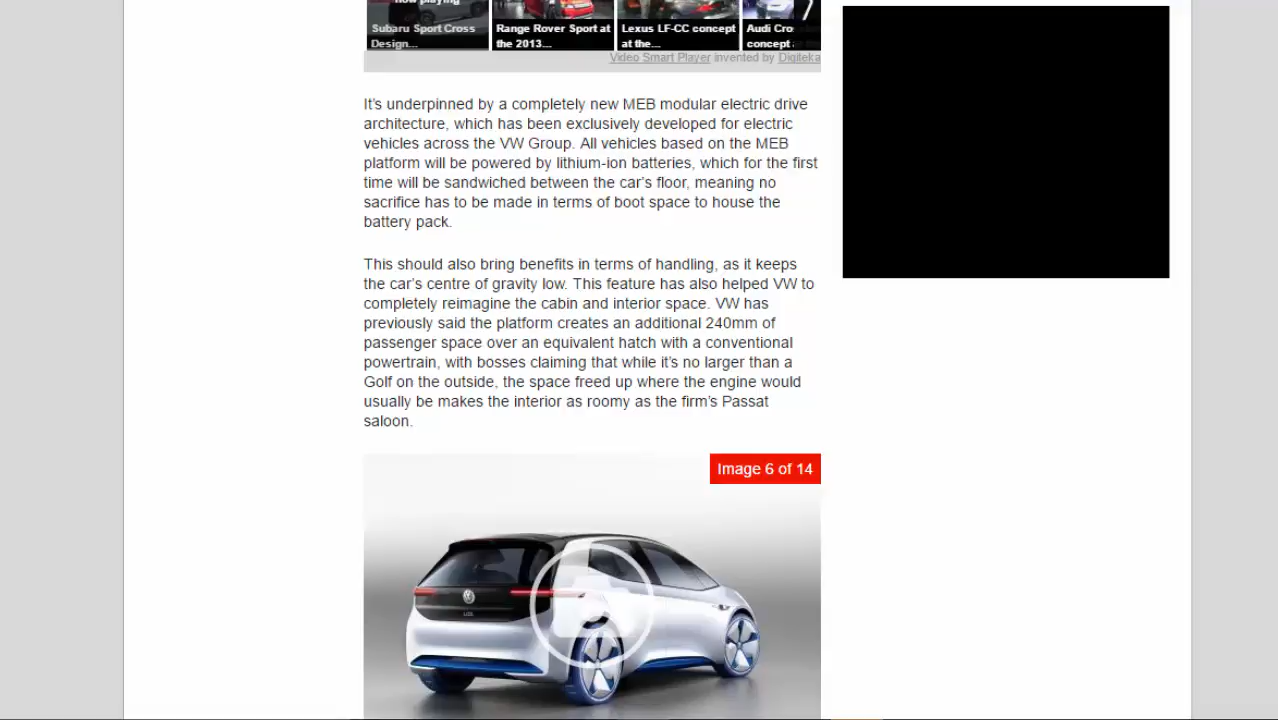 now playing
Subaru Sport Cross
Design...
Range Rover Sport at
the 2013...
Lexus LF-CC concept
at the...
Audi Cro
concept
Video Smart Player invented by Digiteka
It's underpinned by a completely new MEB modular electric drive
architecture, which has been exclusively developed for electric
vehicles across the VW Group. All vehicles based on the MEB
platform will be powered by lithium-ion batteries, which for the first
time will be sandwiched between the car's floor, meaning no
sacrifice has to be made in terms of boot space to house the
battery pack.
This should also bring benefits in terms of handling, as it keeps
the car's centre of gravity low. This feature has also helped VW to
completely reimagine the cabin and interior space. VW has
previously said the platform creates an additional 240mm of
passenger space over an equivalent hatch with a conventional
powertrain, with bosses claiming that while it's no larger than a
Golf on the outside, the space freed up where the engine would
usually be makes the interior as roomy as the firm's Passat
saloon.
Image 6 of 14